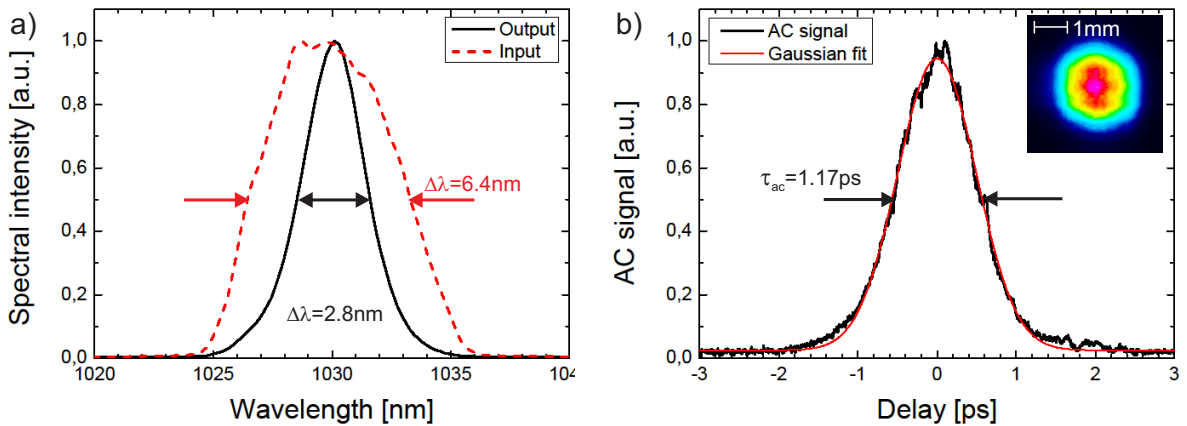 a)
Spectral intensity [a.u.]
1,0
0,8
0,6
0,4
0,2
0,0
Output
Input
Δλ=6.4nm
Δλ=2.8nm
1020 1025 1030 1035 104
Wavelength [nm]
b)
AC signal [a.u.]
1,0
0,8
0,6
0,4
0,2
0,0
AC signal
Gaussian fit
1mm
τac=1.17ps
-3 -2 -1 0 1 2 3
Delay [ps]